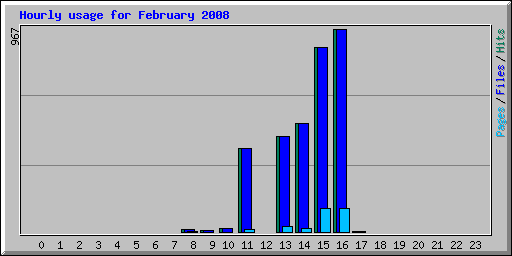 Hourly usage for February 2008
967
Pages/Files/Hits
0 1 2 3 4 5 6 7 8 9 10 11 12 13 14 15 16 17 18 19 20 21 22 23